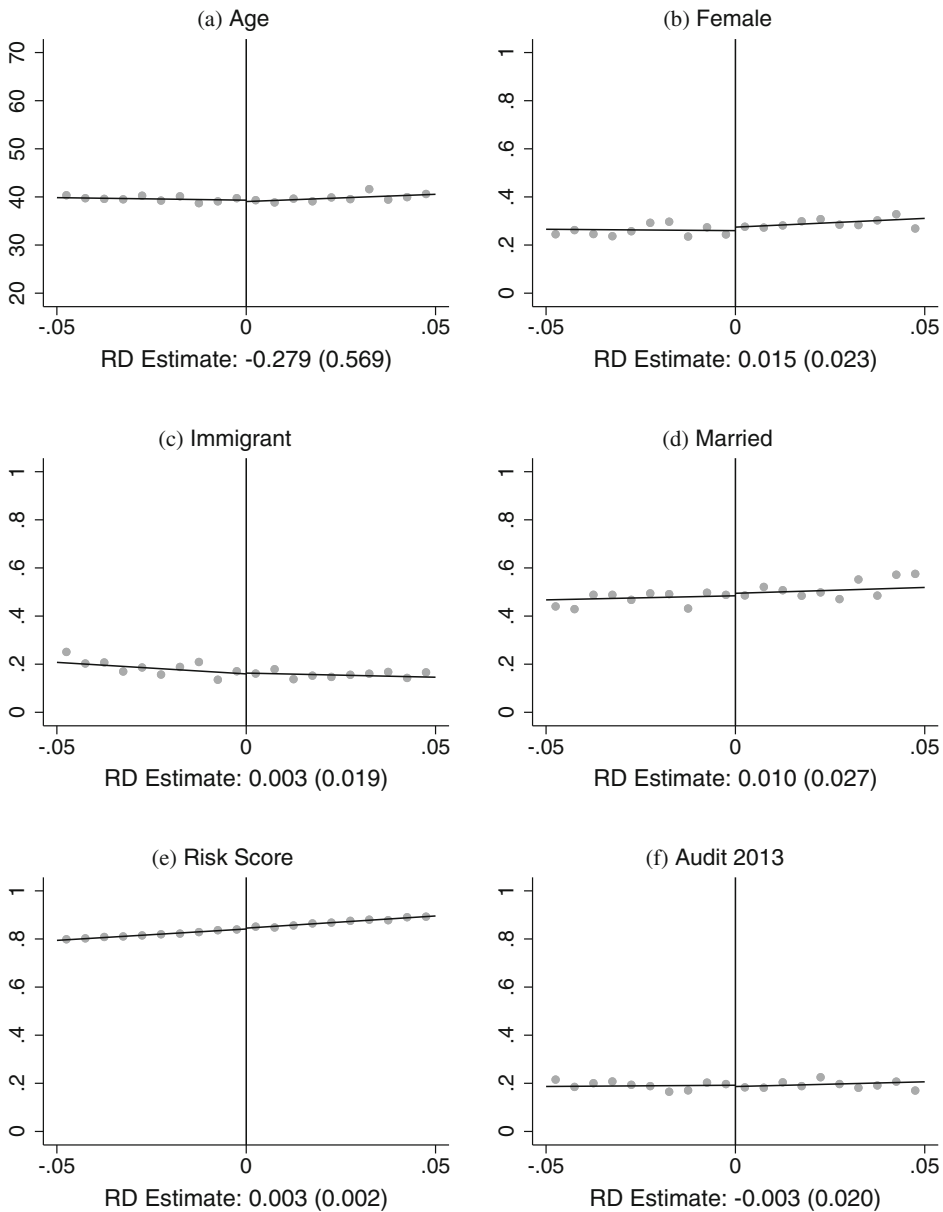 (a) Age
70
60
50
40
30
20
-.05 0 .05
RD Estimate: -0.279 (0.569)
(b) Female
1
.8
.6
.4
.2
0
-.05 0 .05
RD Estimate: 0.015 (0.023)
(c) Immigrant
1
.8
.6
.4
.2
0
-.05 0 .05
RD Estimate: 0.003 (0.019)
(d) Married
1
.8
.6
.4
.2
0
-.05 0 .05
RD Estimate: 0.010 (0.027)
(e) Risk Score
1
.8
.6
.4
.2
0
-.05 0 .05
RD Estimate: 0.003 (0.002)
(f) Audit 2013
1
.8
.6
.4
.2
0
-.05 0 .05
RD Estimate: -0.003 (0.020)